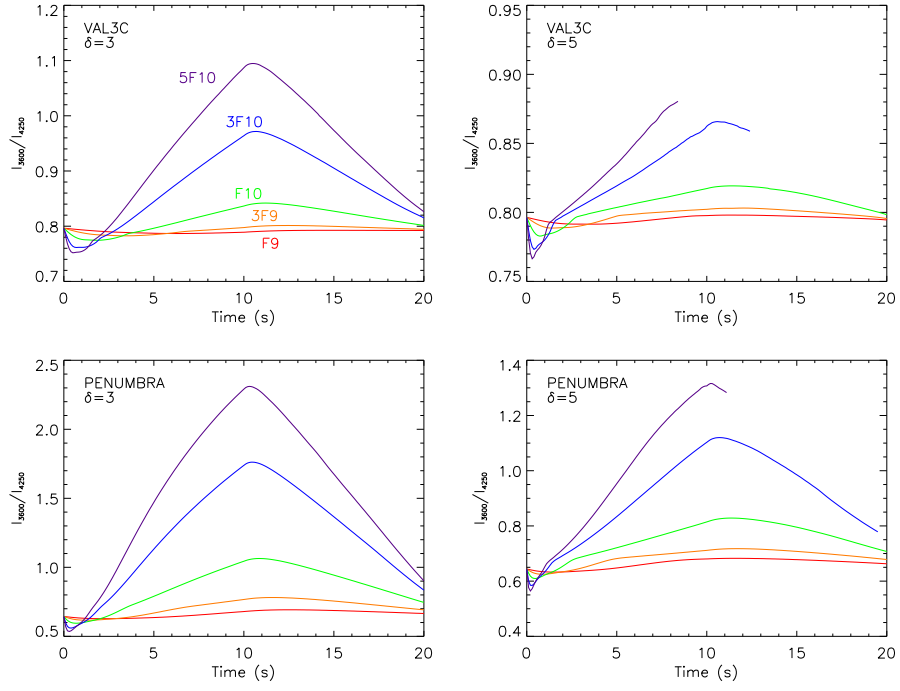 VAL3C
δ=3
5F10
3F10
F10
3F9
F9
1.2
1.1
1.0
0.9
0.8
0.7
I3600/I4250
0 5 10 15 20
Time (s)
VAL3C
δ=5
0.95
0.90
0.85
0.80
0.75
I3600/I4250
0 5 10 15 20
Time (s)
PENUMBRA
δ=3
2.5
2.0
1.5
1.0
0.5
I3600/I4250
0 5 10 15 20
Time (s)
PENUMBRA
δ=5
1.4
1.2
1.0
0.8
0.6
0.4
I3600/I4250
0 5 10 15 20
Time (s)